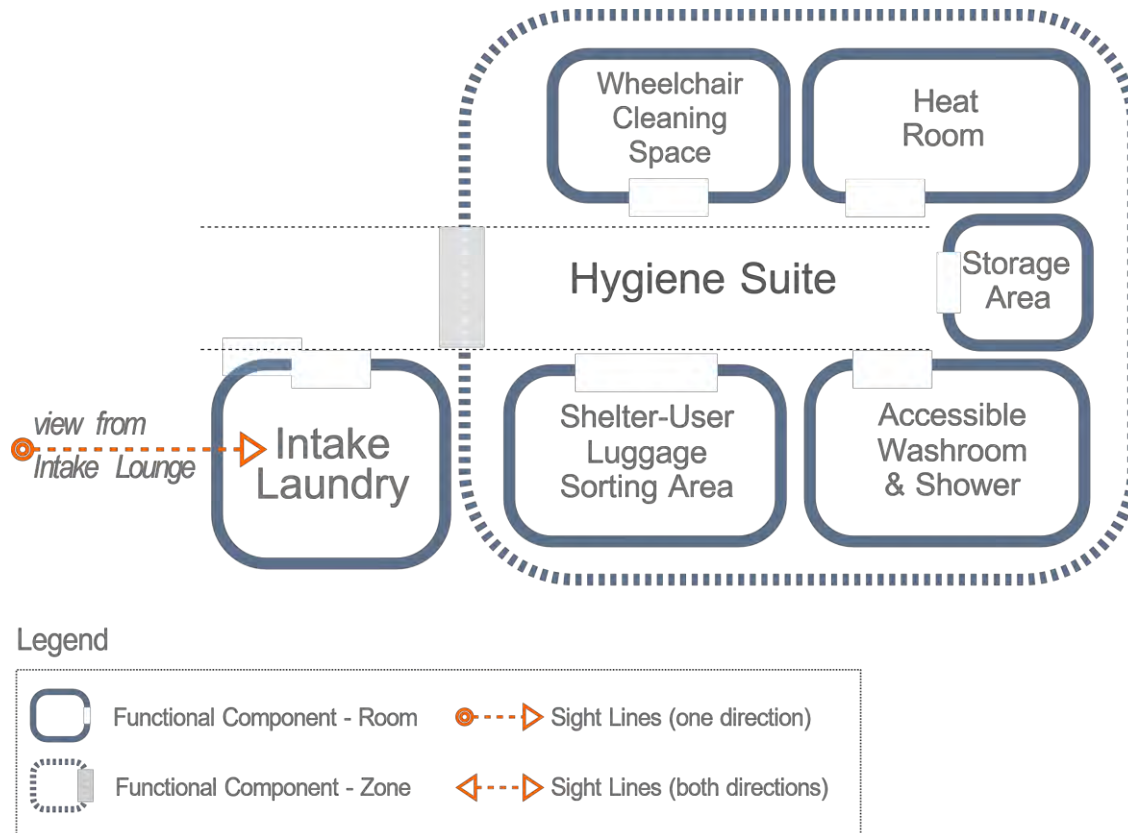 Wheelchair
Cleaning
Space
Heat
Room
Hygiene Suite
Storage
Area
view from
Intake Lounge
Intake
Laundry
Shelter-User
Luggage
Sorting Area
Accessible
Washroom
& Shower
Legend
Functional Component - Room
Sight Lines (one direction)
Functional Component - Zone
Sight Lines (both directions)